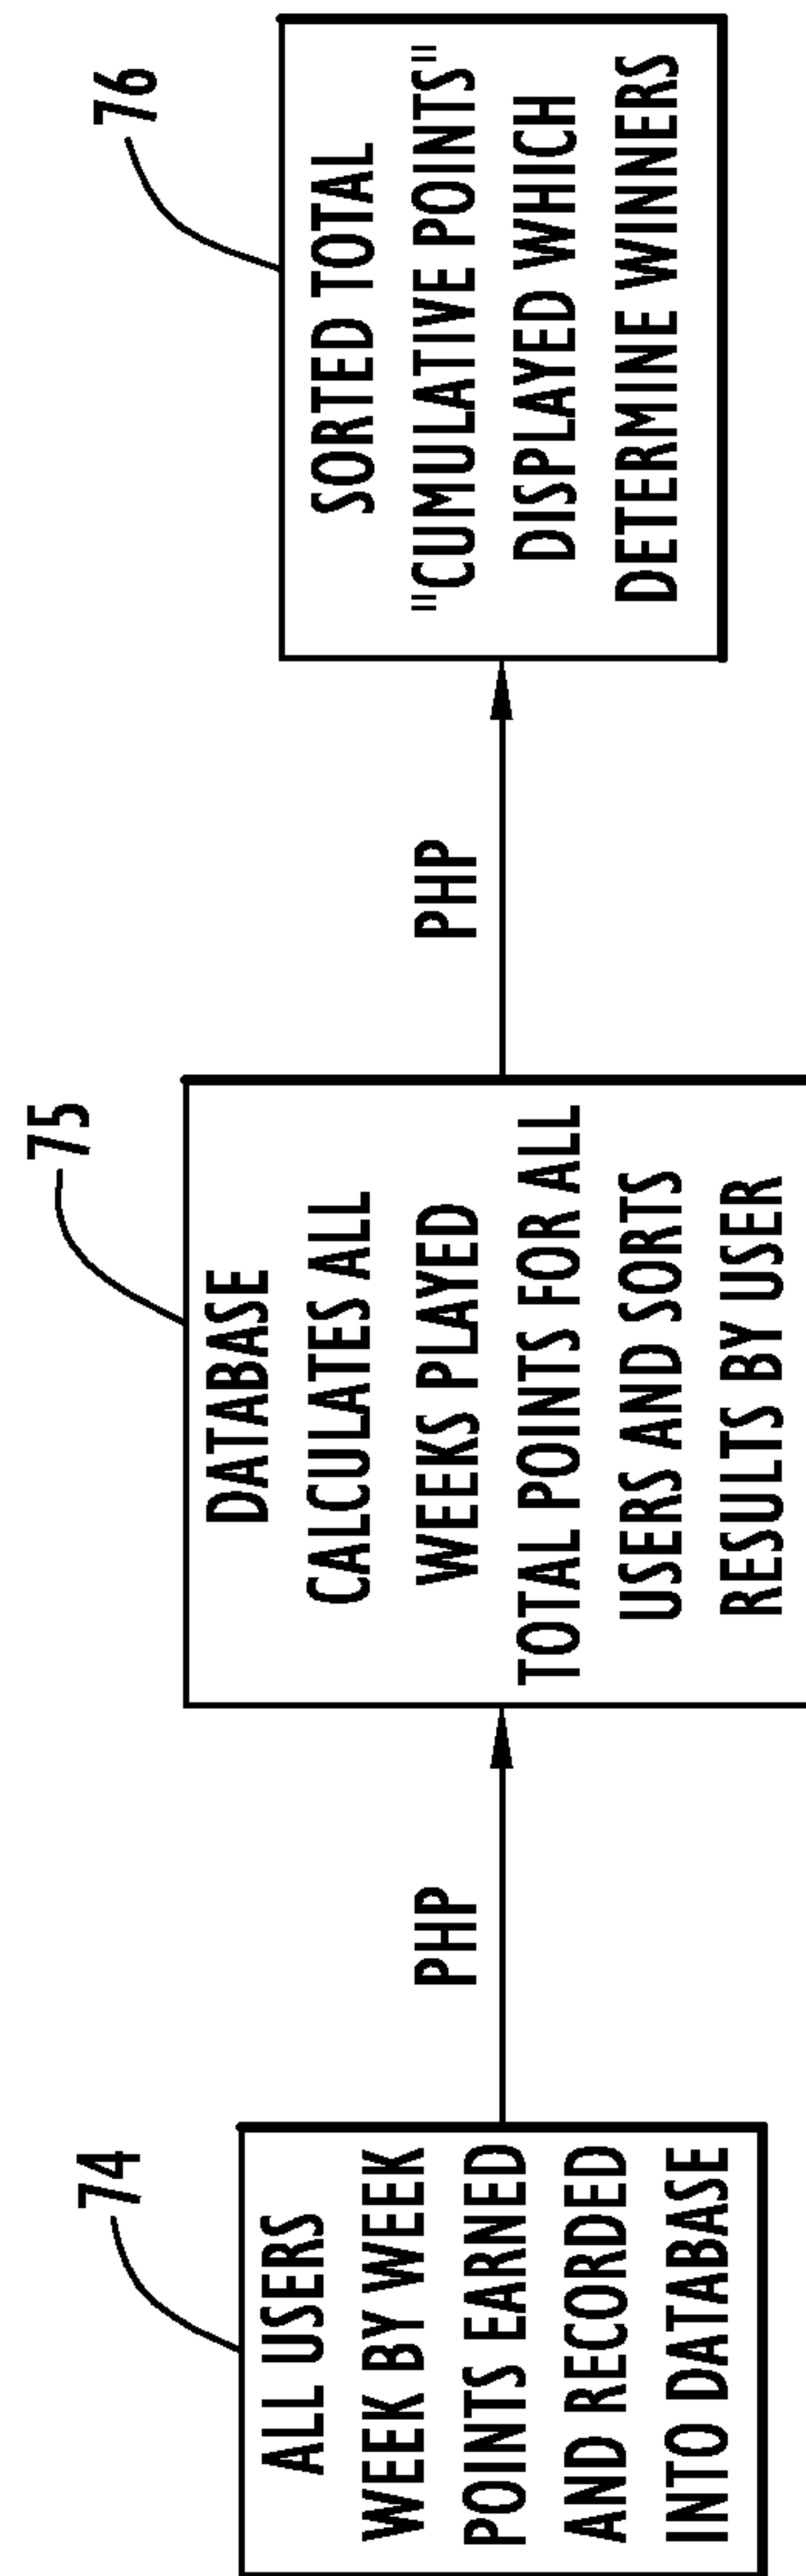 74
ALL USERS
WEEK BY WEEK
POINTS EARNED
AND RECORDED
INTO DATABASE
PHP
75
DATABASE
CALCULATES ALL
WEEKS PLAYED
TOTAL POINTS FOR ALL
USERS AND SORTS
RESULTS BY USER
PHP
76
SORTED TOTAL
"CUMULATIVE POINTS"
DISPLAYED WHICH
DETERMINE WINNERS